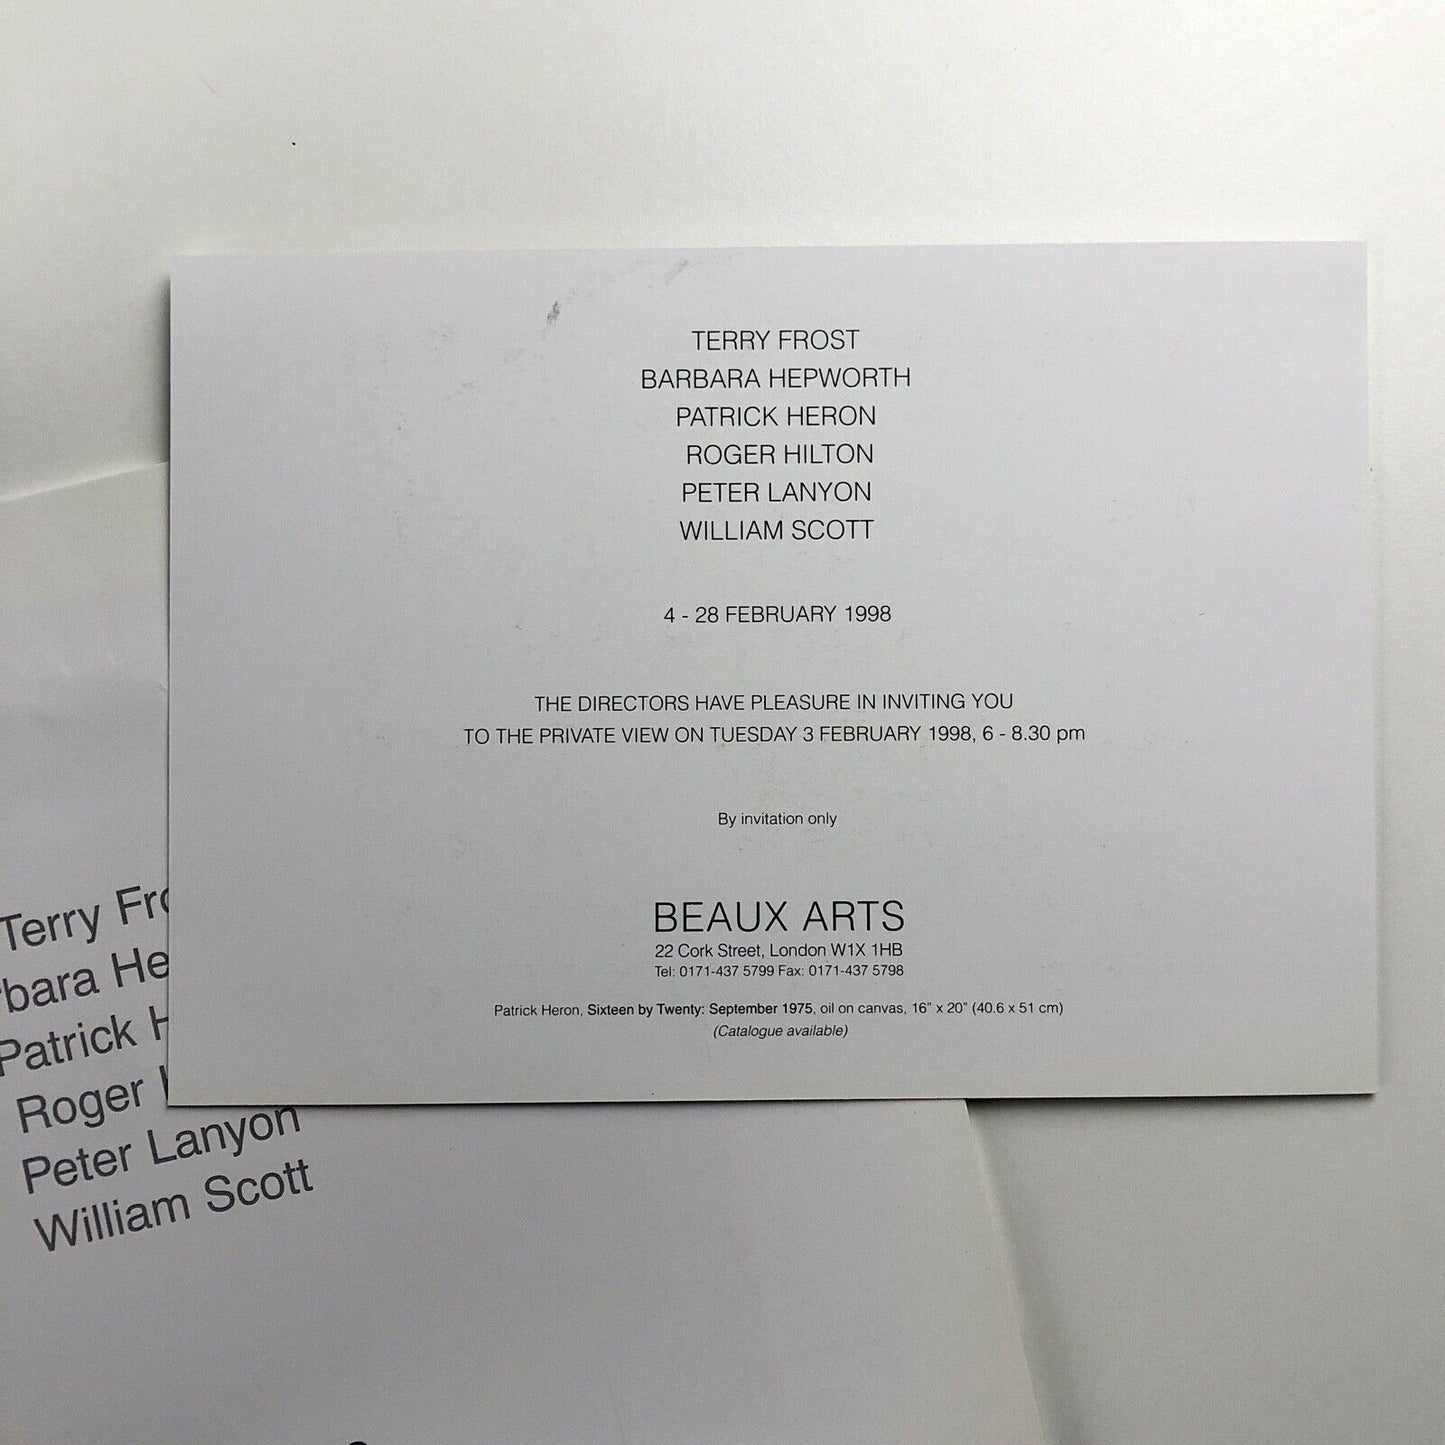 TERRY FROST
BARBARA HEPWORTH
PATRICK HERON
ROGER HILTON
PETER LANYON
WILLIAM SCOTT
4 - 28 FEBRUARY 1998
THE DIRECTORS HAVE PLEASURE IN INVITING YOU
TO THE PRIVATE VIEW ON TUESDAY 3 FEBRUARY 1998, 6 - 8.30 pm
By invitation only
BEAUX ARTS
22 Cork Street, London W1X 1HB
Tel: 0171-437 5799 Fax: 0171-437 5798
Patrick Heron, Sixteen by Twenty: September 1975, oil on canvas, 16" x 20" (40.6 x 51 cm)
(Catalogue available)
Terry Fro
rbara He
Patrick H
Roger
Peter Lanyon
William Scott